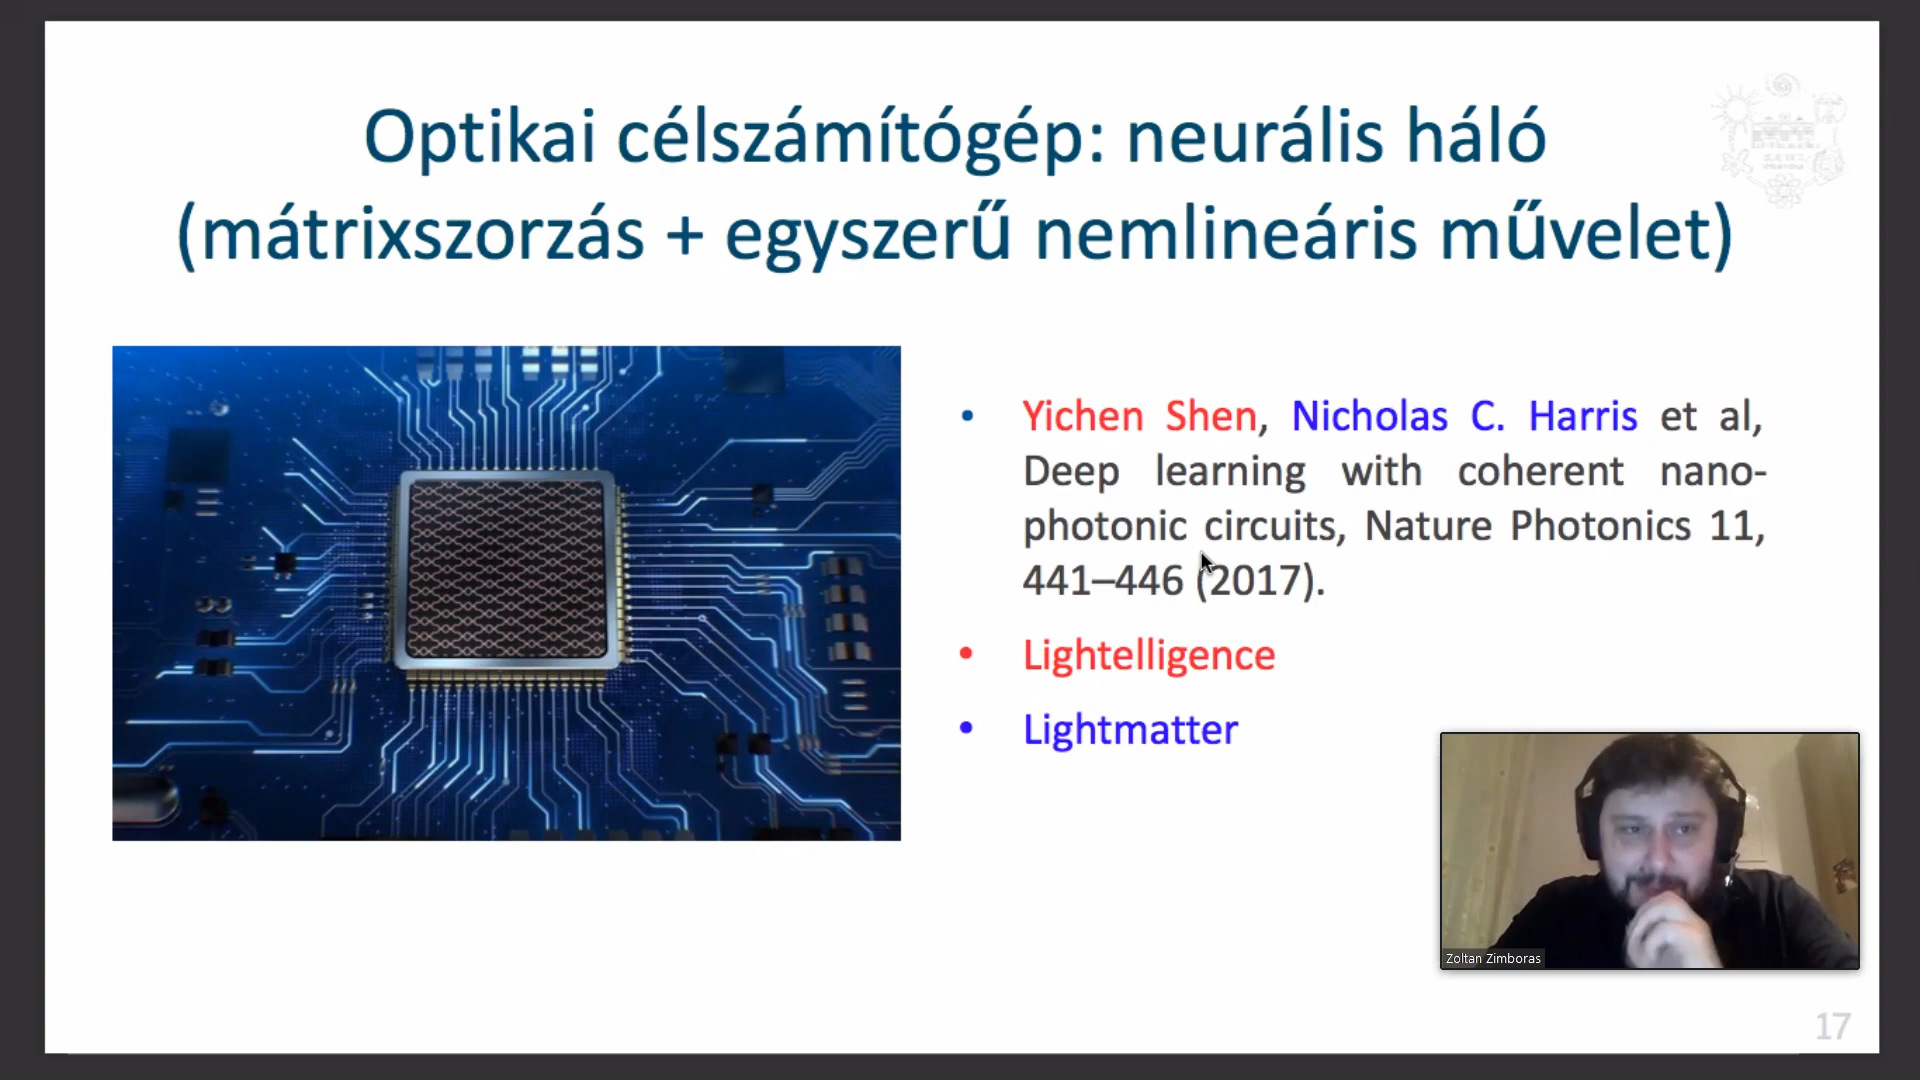 Optikai célszámítógép: neurális háló
(mátrixszorzás + egyszerű nemlineáris művelet)
• Yichen Shen, Nicholas C. Harris et al,
Deep learning with coherent nano-
photonic circuits, Nature Photonics 11,
441–446 (2017).
• Lightelligence
• Lightmatter
Zoltan Zimboras
17